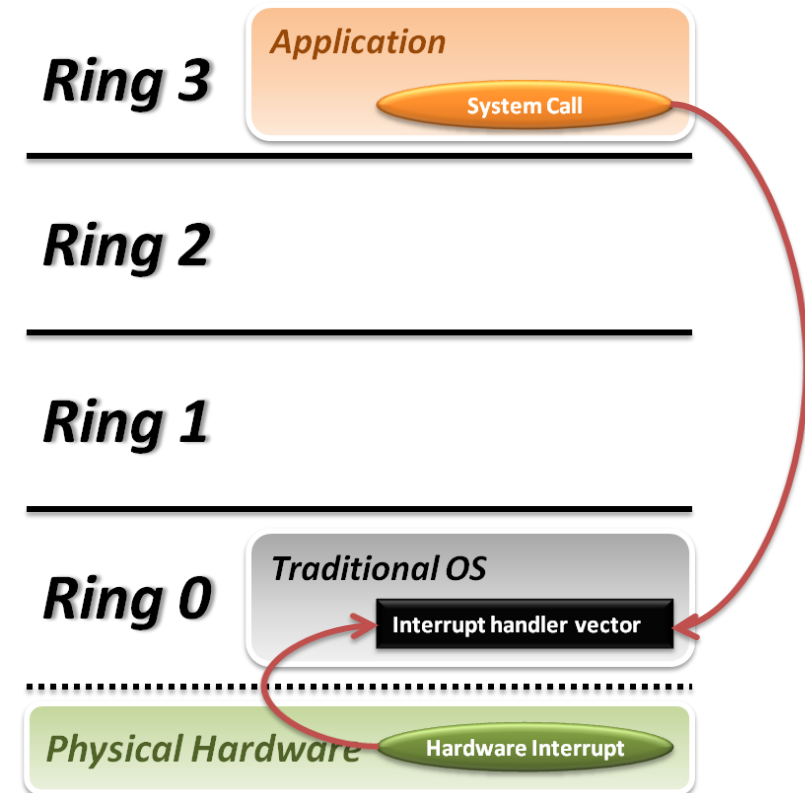 Ring 3
Application
System Call
Ring 2
Ring 1
Ring 0
Traditional OS
Interrupt handler vector
Physical Hardware
Hardware Interrupt